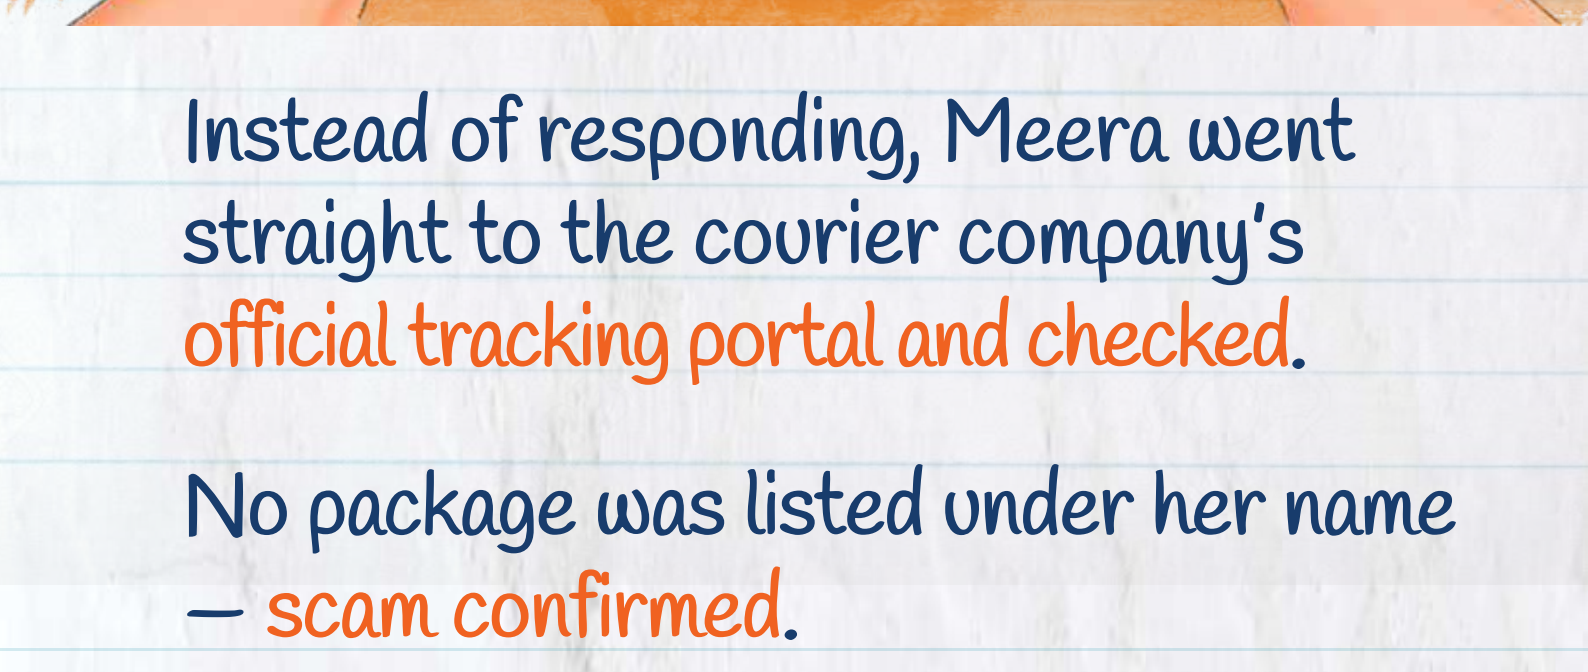 Instead of responding, Meera went
straight to the courier company's
official tracking portal and checked.
No package was listed under her name
– scam confirmed.